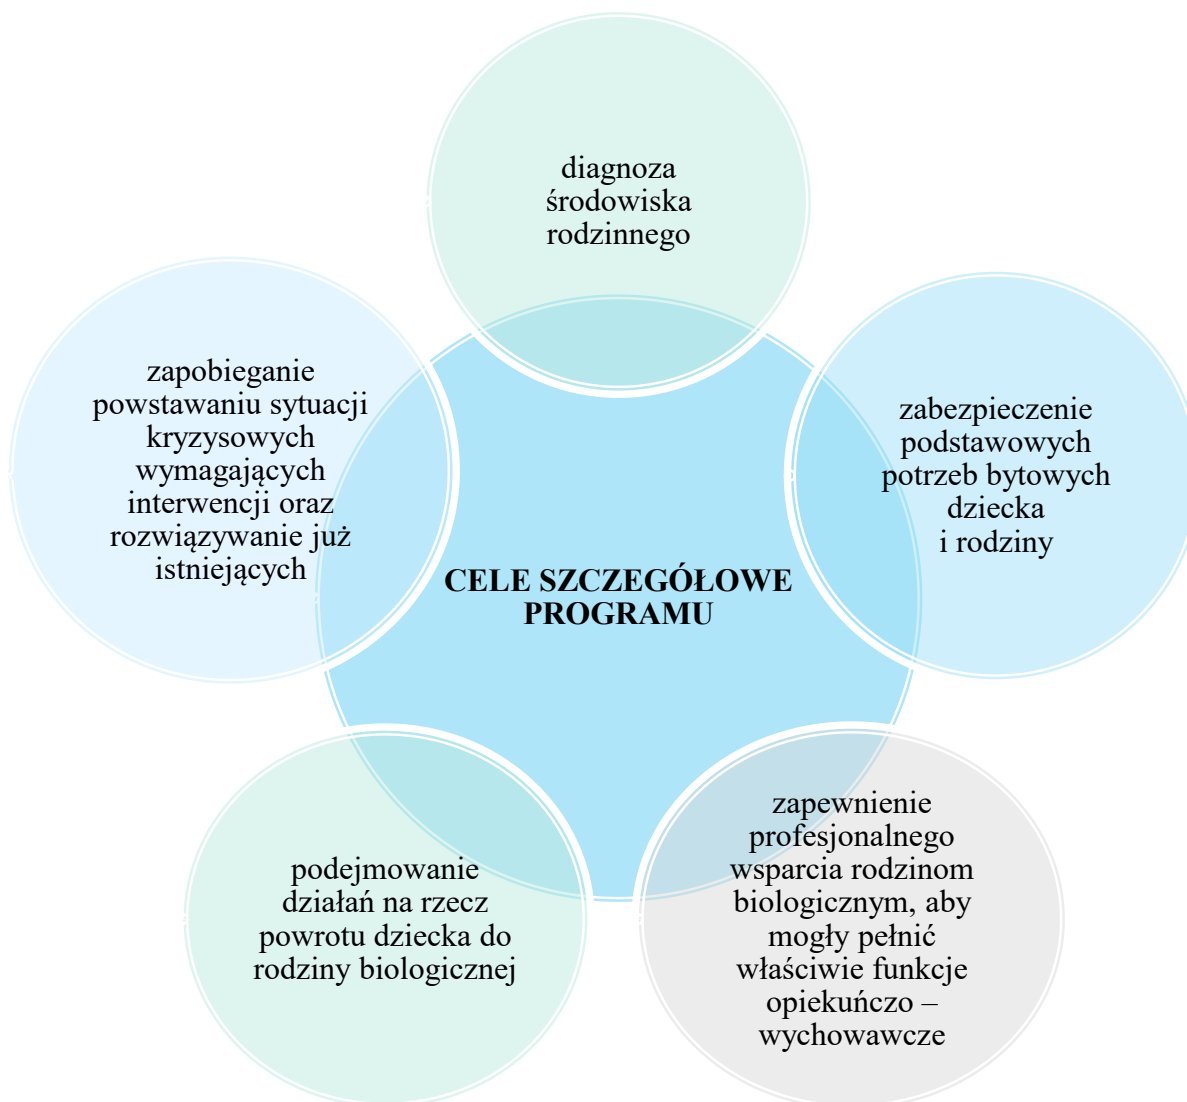 diagnoza
środowiska
rodzinnego
zabezpieczenie
podstawowych
potrzeb bytowych
dziecka
i rodziny
zapewnienie
profesjonalnego
wsparcia rodzinom
biologicznym, aby
mogły pełnić
właściwie funkcje
opiekuńczo –
wychowawcze
podejmowanie
działań na rzecz
powrotu dziecka do
rodziny biologicznej
zapobieganie
powstawaniu sytuacji
kryzysowych
wymagających
interwencji oraz
rozwiązywanie już
istniejących
CELE SZCZEGÓŁOWE
PROGRAMU